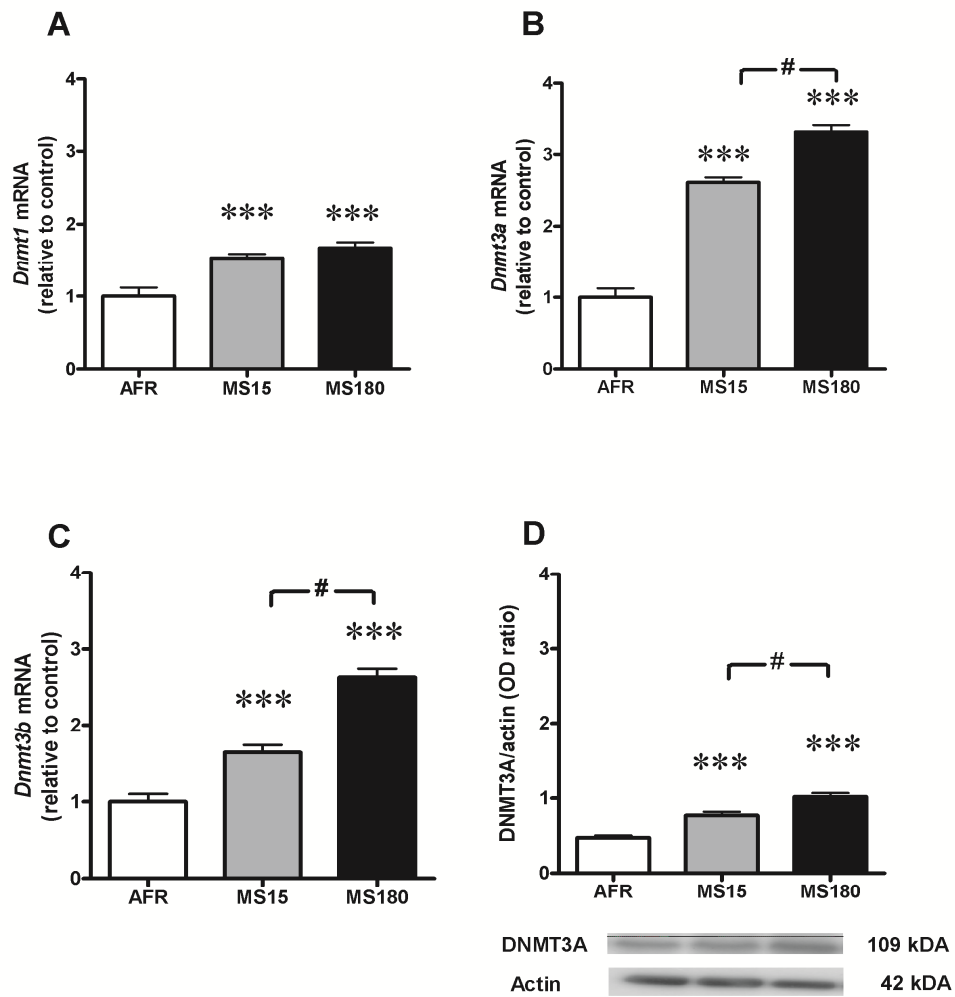 A
Dnmt1 mRNA
(relative to control)
4
3
2
1
0
***
***
AFR
MS15
MS180
B
Dnmt3a mRNA
(relative to control)
4
3
2
1
0
#
***
***
AFR
MS15
MS180
C
Dnmt3b mRNA
(relative to control)
4
3
2
1
0
#
***
***
AFR
MS15
MS180
D
DNMT3A/actin (OD ratio)
4
3
2
1
0
#
***
***
AFR
MS15
MS180
DNMT3A 109 kDA
Actin 42 kDA